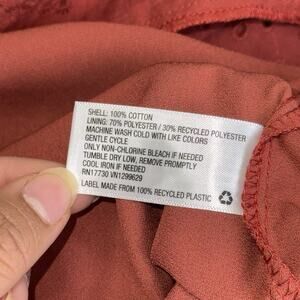 SHELL: 100% COTTON
LINING: 70% POLYESTER / 30% RECYCLED POLYESTER
MACHINE WASH COLD WITH LIKE COLORS
GENTLE CYCLE
ONLY NON-CHLORINE BLEACH IF NEEDED
TUMBLE DRY LOW, REMOVE PROMPTLY
COOL IRON IF NEEDED
RN17730 VN1299629
LABEL MADE FROM 100% RECYCLED PLASTIC